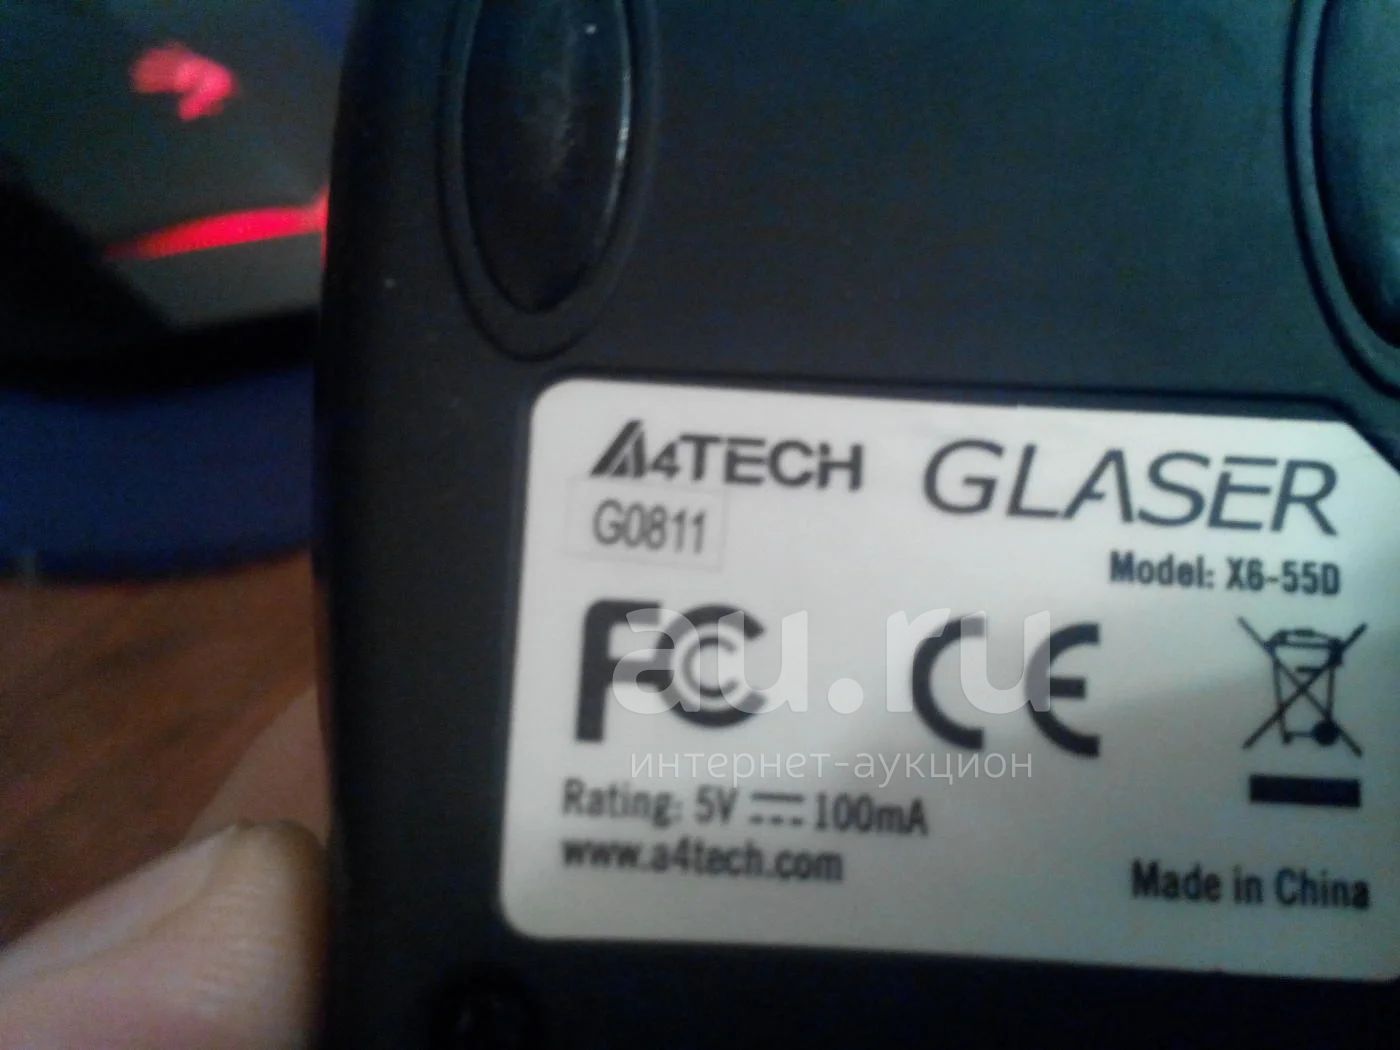 A4TECH GLASER
G0811
Model: X6-55D
FC CE
au.ru
интернет-аукцион
Rating: 5V 100mA
www.a4tech.com
Made in China